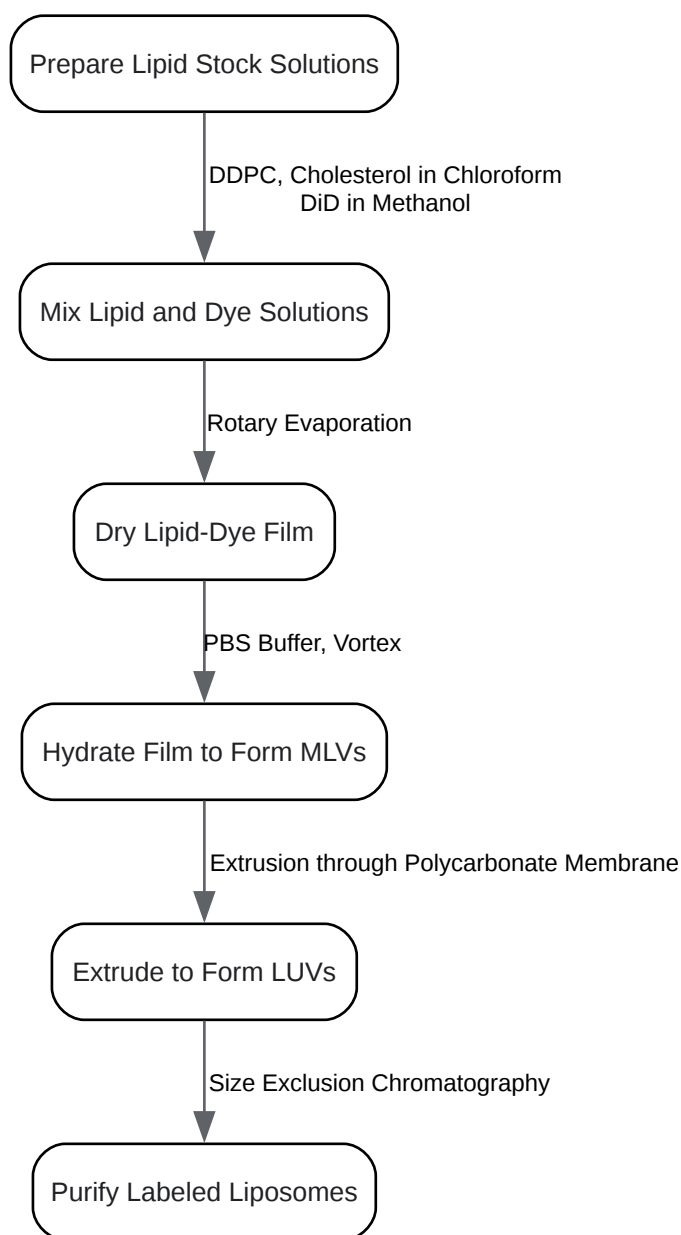 Prepare Lipid Stock Solutions
DDPC, Cholesterol in Chloroform
DiD in Methanol
Mix Lipid and Dye Solutions
Rotary Evaporation
Dry Lipid-Dye Film
PBS Buffer, Vortex
Hydrate Film to Form MLVs
Extrusion through Polycarbonate Membrane
Extrude to Form LUVs
Size Exclusion Chromatography
Purify Labeled Liposomes